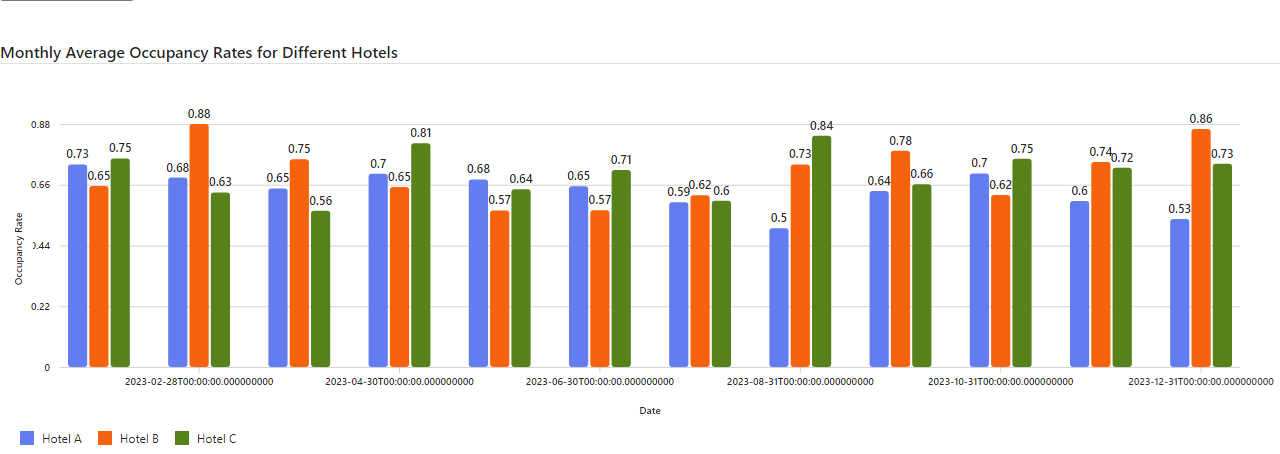 Monthly Average Occupancy Rates for Different Hotels
0.88
0.66
0.44
0.22
0
Occupancy Rate
0.73 0.65 0.75
0.68 0.88 0.63
0.65 0.75 0.56
0.7 0.65 0.81
0.68 0.57 0.64
0.65 0.57 0.71
0.59 0.62 0.6
0.5 0.73 0.84
0.64 0.78 0.66
0.7 0.62 0.75
0.6 0.74 0.72
0.53 0.86 0.73
2023-02-28T00:00:00.000000000 2023-04-30T00:00:00.000000000 2023-06-30T00:00:00.000000000 2023-08-31T00:00:00.000000000 2023-10-31T00:00:00.000000000 2023-12-31T00:00:00.000000000
Date
Hotel A Hotel B Hotel C